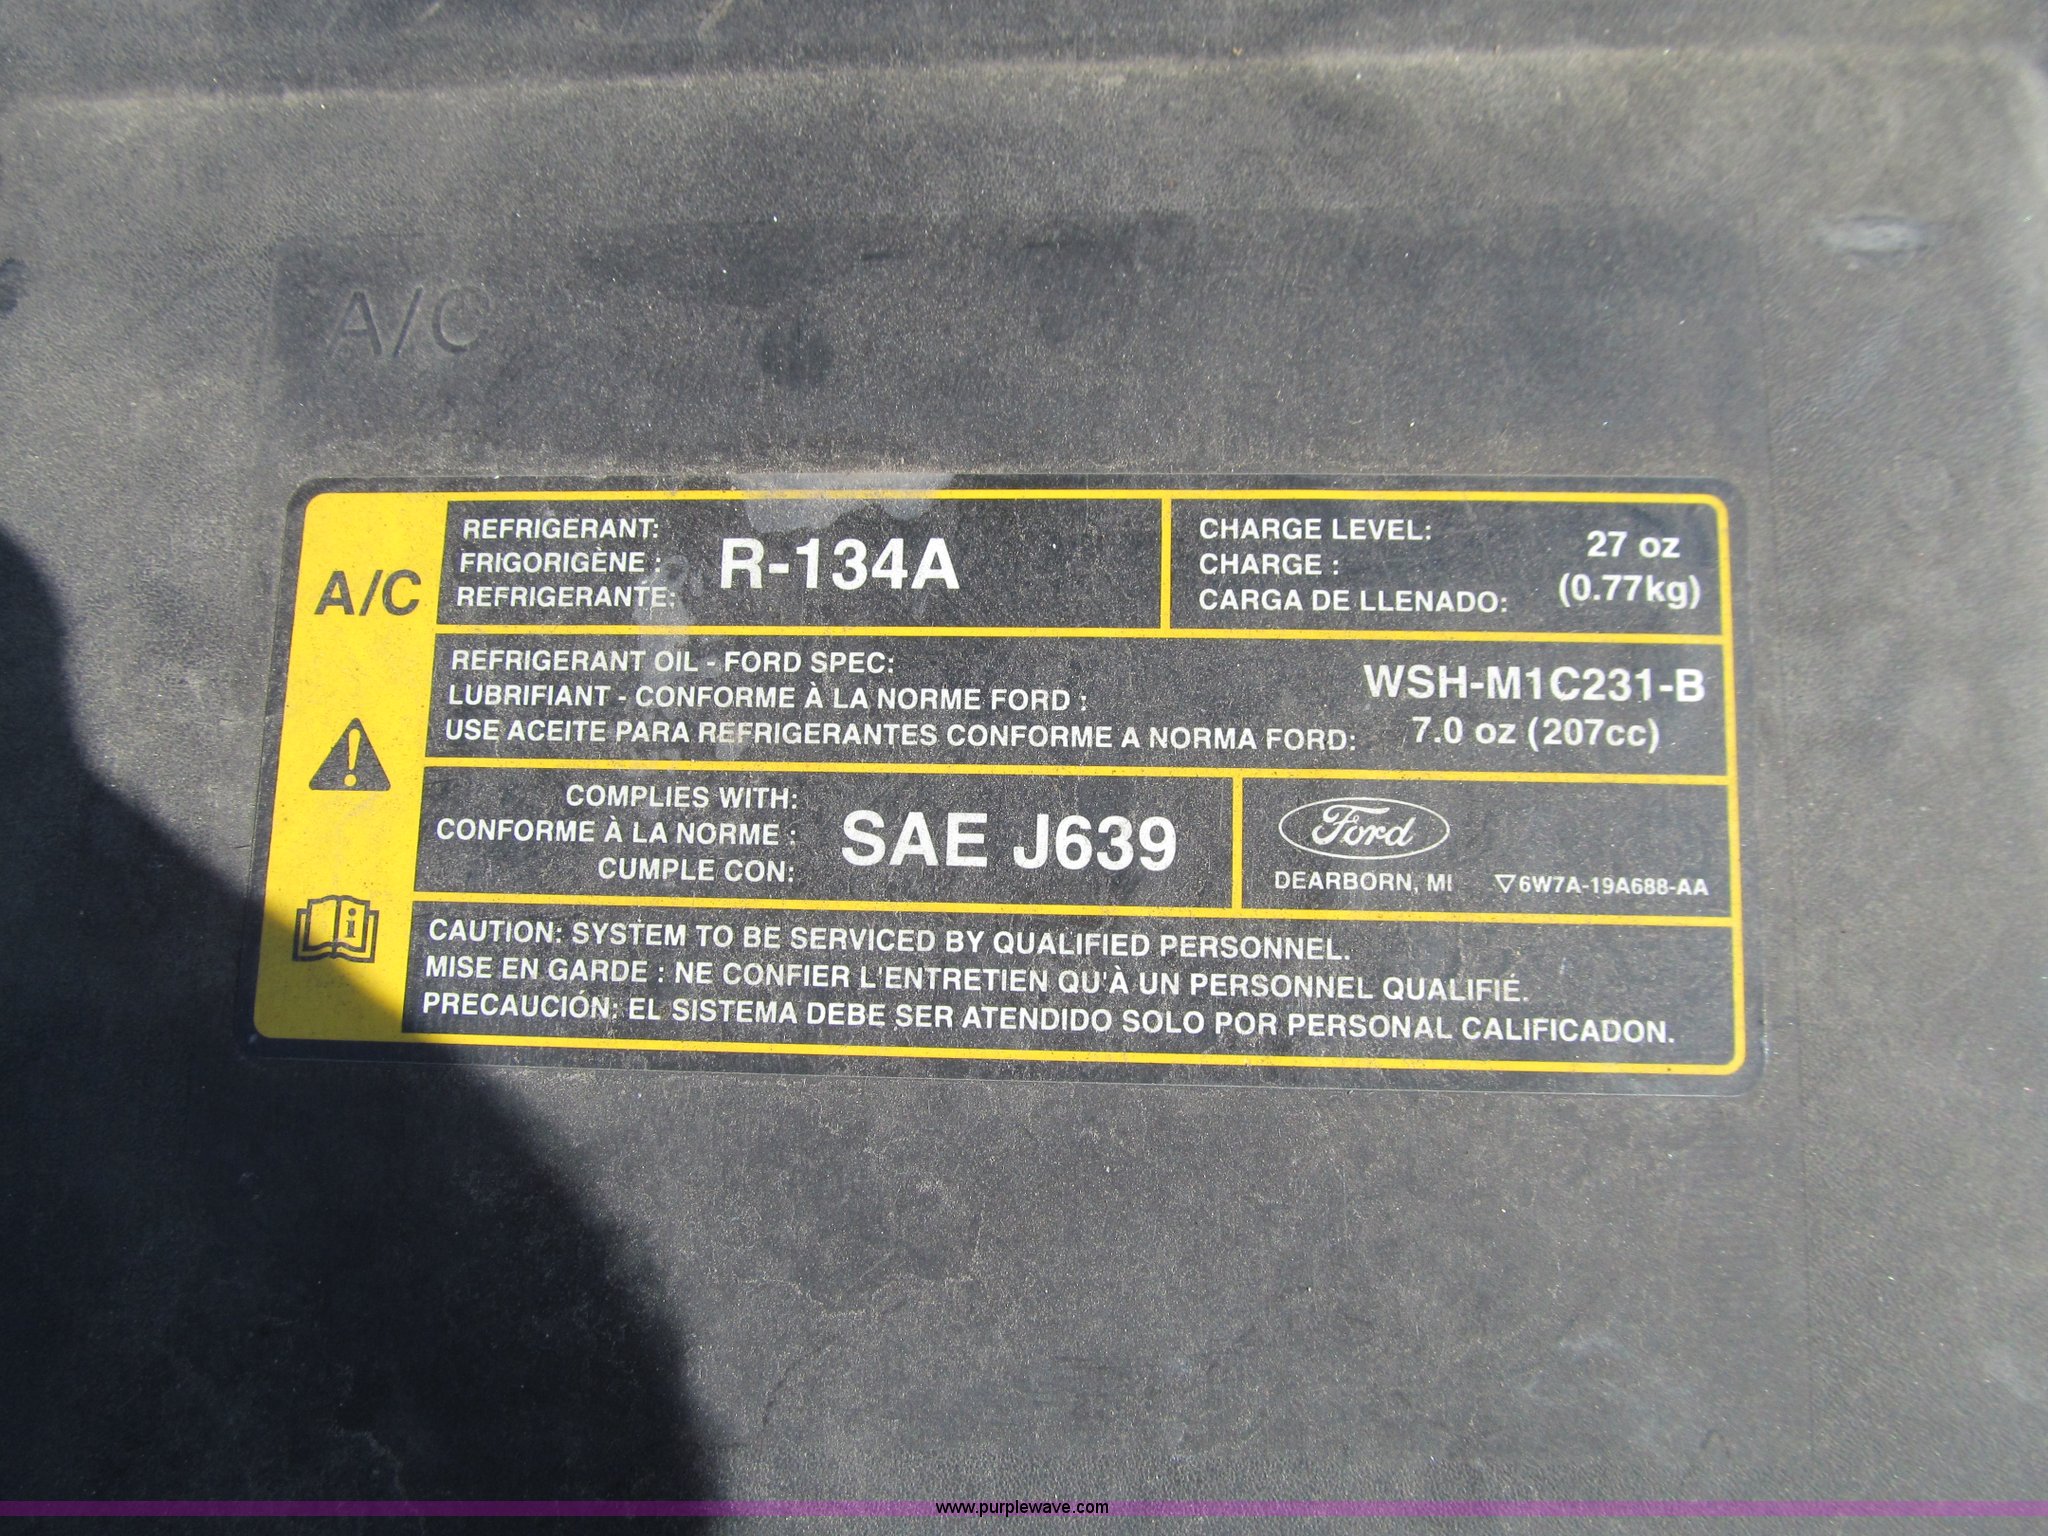 A/C
A/C
REFRIGERANT:
FRIGORIGÈNE :
REFRIGERANTE:
R-134A
CHARGE LEVEL:
CHARGE :
CARGA DE LLENADO:
27 oz
(0.77kg)
REFRIGERANT OIL - FORD SPEC:
LUBRIFIANT - CONFORME À LA NORME FORD :
USE ACEITE PARA REFRIGERANTES CONFORME A NORMA FORD:
WSH-M1C231-B
7.0 oz (207cc)
COMPLIES WITH:
CONFORME À LA NORME :
CUMPLE CON:
SAE J639
Ford
DEARBORN, MI
▽6W7A-19A688-AA
CAUTION: SYSTEM TO BE SERVICED BY QUALIFIED PERSONNEL.
MISE EN GARDE : NE CONFIER L'ENTRETIEN QU'À UN PERSONNEL QUALIFIÉ.
PRECAUCIÓN: EL SISTEMA DEBE SER ATENDIDO SOLO POR PERSONAL CALIFICADON.
www.purplewave.com